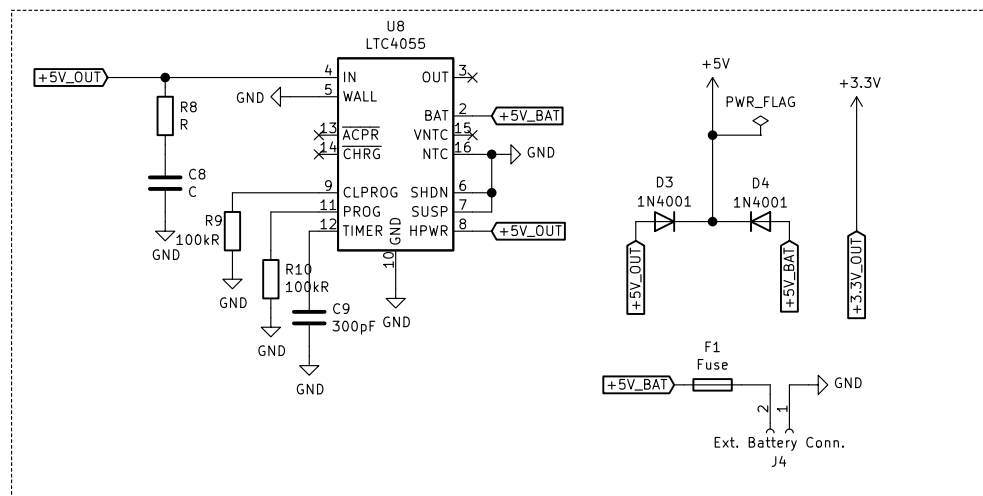 U8
LTC4055
+5V_OUT
4
IN
5
WALL
GND
13
ACPR
14
CHRG
9
CLPROG
11
PROG
12
TIMER
GND
10
GND
OUT
3
BAT
2
+5V_BAT
VNTC
15
NTC
16
GND
SHDN
6
SUSP
7
HPWR
8
+5V_OUT
R8
R
C8
C
GND
R9
100kR
GND
R10
100kR
GND
C9
300pF
GND
+5V
PWR_FLAG
+3.3V
D3
1N4001
D4
1N4001
+5V_OUT
+5V_BAT
+3.3V_OUT
F1
Fuse
+5V_BAT
GND
2
1
Ext. Battery Conn.
J4